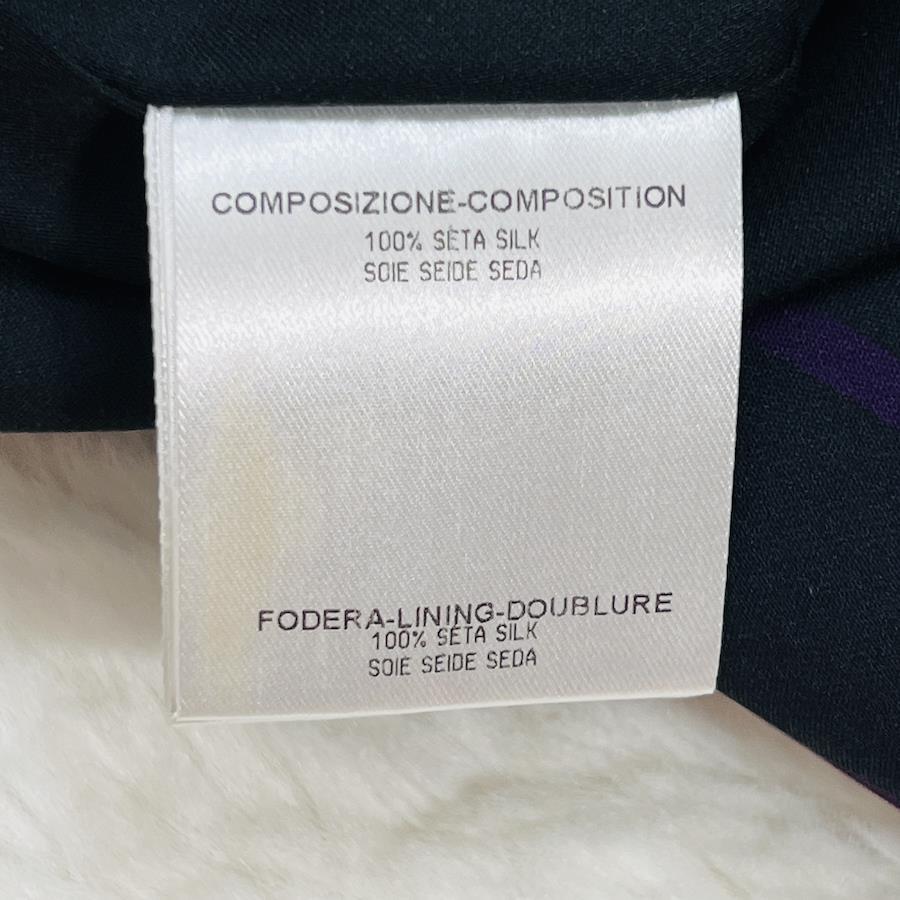 COMPOSIZIONE-COMPOSITION
100% SETA SILK
SOIE SEIDE SEDA
FODERA-LINING-DOUBLURE
100% SETA SILK
SOIE SEIDE SEDA